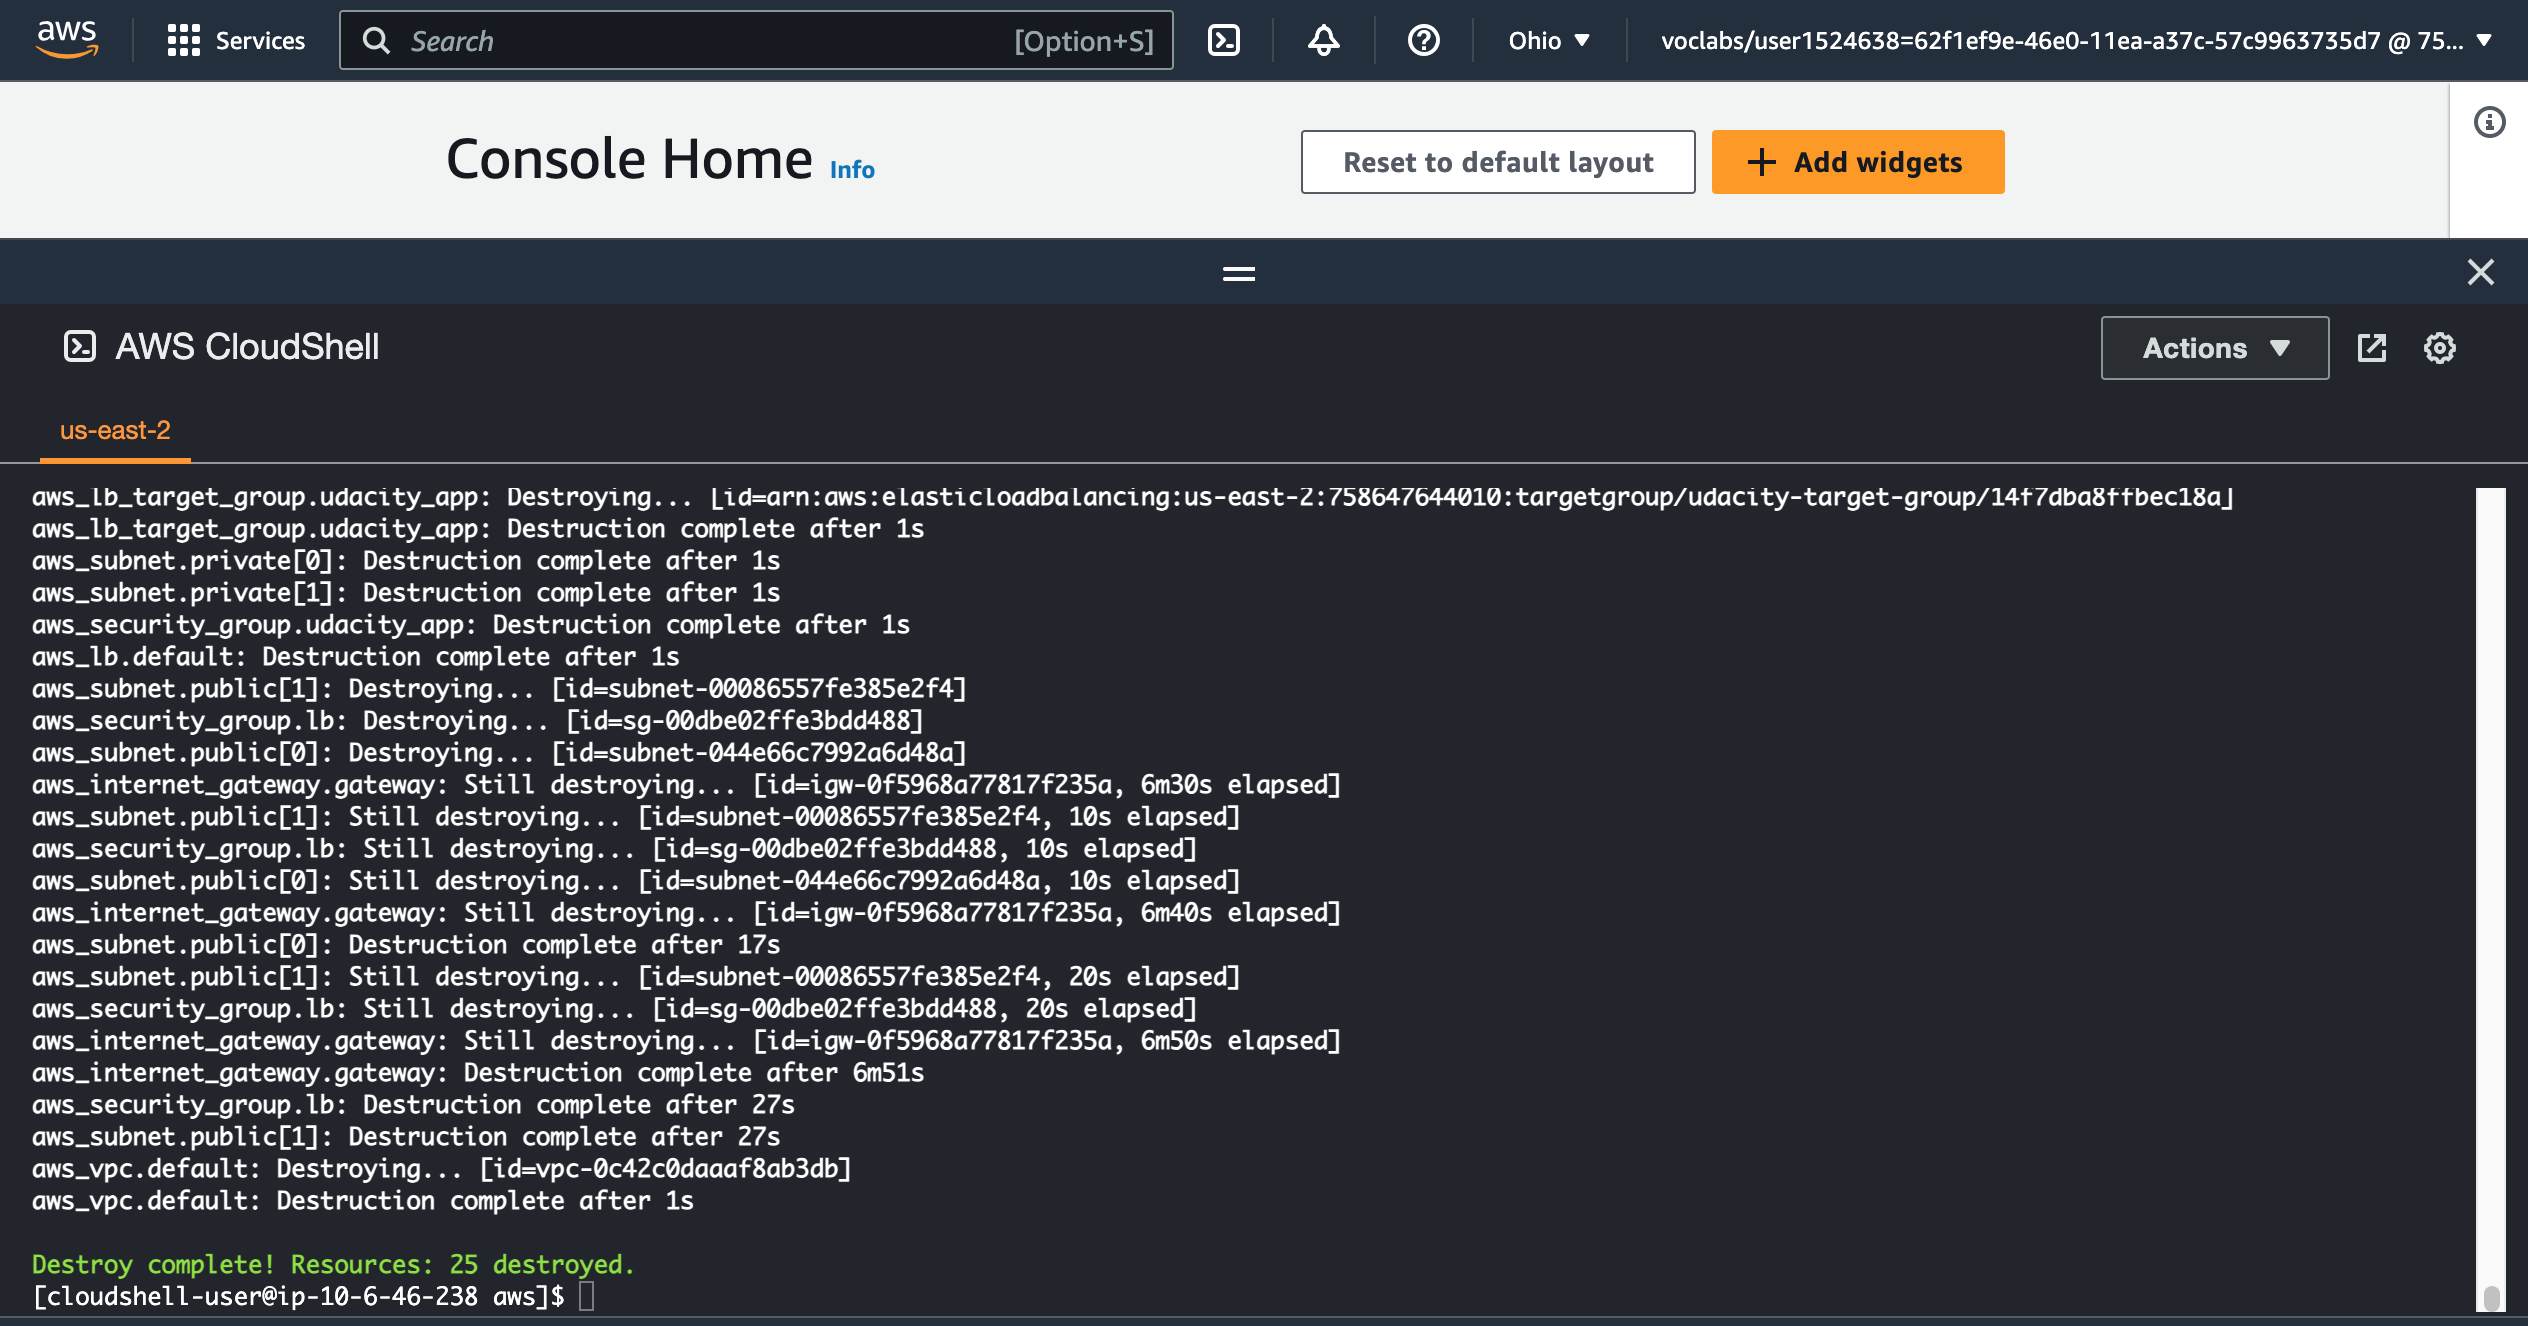 aws
Services
Search [Option+S]
Ohio
voclabs/user1524638=62f1ef9e-46e0-11ea-a37c-57c9963735d7 @ 75...
Console Home Info
Reset to default layout
Add widgets
AWS CloudShell
Actions
us-east-2
aws_lb_target_group.udacity_app: Destroying... [id=arn:aws:elasticloadbalancing:us-east-2:758647644010:targetgroup/udacity-target-group/14f7dba8ffbec18a]
aws_lb_target_group.udacity_app: Destruction complete after 1s
aws_subnet.private[0]: Destruction complete after 1s
aws_subnet.private[1]: Destruction complete after 1s
aws_security_group.udacity_app: Destruction complete after 1s
aws_lb.default: Destruction complete after 1s
aws_subnet.public[1]: Destroying... [id=subnet-00086557fe385e2f4]
aws_security_group.lb: Destroying... [id=sg-00dbe02ffe3bdd488]
aws_subnet.public[0]: Destroying... [id=subnet-044e66c7992a6d48a]
aws_internet_gateway.gateway: Still destroying... [id=igw-0f5968a77817f235a, 6m30s elapsed]
aws_subnet.public[1]: Still destroying... [id=subnet-00086557fe385e2f4, 10s elapsed]
aws_security_group.lb: Still destroying... [id=sg-00dbe02ffe3bdd488, 10s elapsed]
aws_subnet.public[0]: Still destroying... [id=subnet-044e66c7992a6d48a, 10s elapsed]
aws_internet_gateway.gateway: Still destroying... [id=igw-0f5968a77817f235a, 6m40s elapsed]
aws_subnet.public[0]: Destruction complete after 17s
aws_subnet.public[1]: Still destroying... [id=subnet-00086557fe385e2f4, 20s elapsed]
aws_security_group.lb: Still destroying... [id=sg-00dbe02ffe3bdd488, 20s elapsed]
aws_internet_gateway.gateway: Still destroying... [id=igw-0f5968a77817f235a, 6m50s elapsed]
aws_internet_gateway.gateway: Destruction complete after 6m51s
aws_security_group.lb: Destruction complete after 27s
aws_subnet.public[1]: Destruction complete after 27s
aws_vpc.default: Destroying... [id=vpc-0c42c0daaaf8ab3db]
aws_vpc.default: Destruction complete after 1s
Destroy complete! Resources: 25 destroyed.
[cloudshell-user@ip-10-6-46-238 aws]$